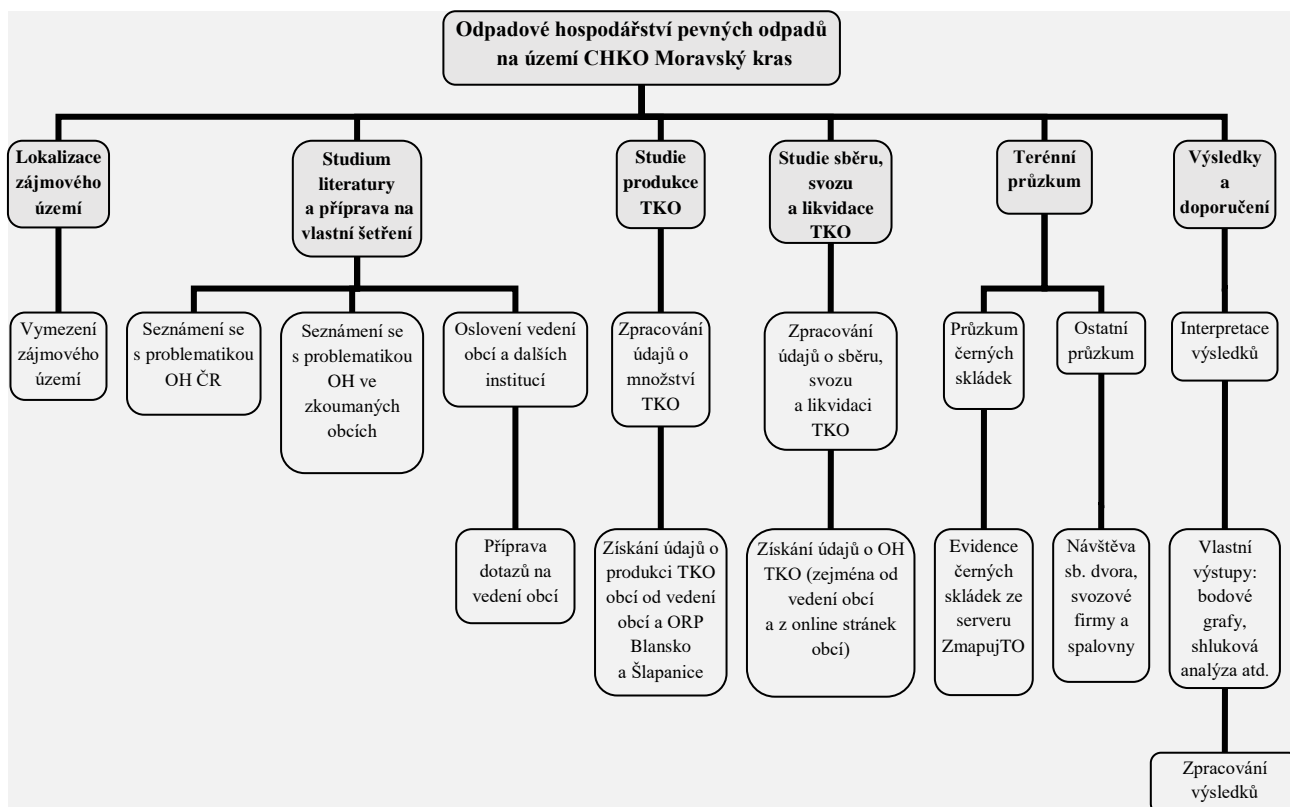 Odpadové hospodářství pevných odpadů
na území CHKO Moravský kras
Lokalizace
zájmového
území
Studium
literatury
a příprava na
vlastní šetření
Studie
produkce
TKO
Studie sběru,
svozu
a likvidace
TKO
Terénní
průzkum
Výsledky
a
doporučení
Vymezení
zájmového
území
Seznámení se
s problematikou
OH ČR
Seznámení se
s problematikou
OH ve
zkoumaných
obcích
Oslovení vedení
obcí a dalších
institucí
Zpracování
údajů o
množství
TKO
Zpracování
údajů o sběru,
svozu
a likvidaci
TKO
Průzkum
černých
skládek
Ostatní
průzkum
Interpretace
výsledků
Příprava
dotazů na
vedení obcí
Získání údajů o
produkci TKO
obcí od vedení
obcí a ORP
Blansko
a Šlapanice
Získání údajů o OH
TKO (zejména od
vedení obcí
a z online stránek
obcí)
Evidence
černých
skládek ze
serveru
ZmapujTO
Návštěva
sb. dvora,
svozové
firmy a
spalovny
Vlastní
výstupy:
bodové
grafy,
shluková
analýza atd.
Zpracování
výsledků